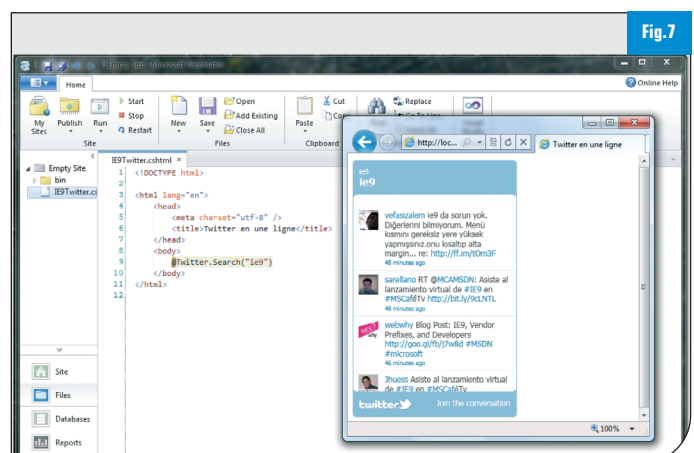 Fig.7
Empty Site - Microsoft WebMatrix
Home
Online Help
My Sites
Publish
Run
Start
Stop
Restart
Site
New
Save
Open
Add Existing
Close All
Files
Paste
Cut
Copy
Clipboard
Replace
Empty Site
bin
IE9Twitter.cs
IE9Twitter.cshtml ×
1 <!DOCTYPE html>
2
3 <html lang="en">
4 <head>
5 <meta charset="utf-8" />
6 <title>Twitter en une ligne</title>
7 </head>
8 <body>
9 @Twitter.Search("ie9")
10 </body>
11 </html>
12
Site
Files
Databases
Reports
http://loc...
Twitter en une ligne
ie9
ie9
vefasizalem ie9 da sorun yok.
Diğerlerini bilmiyorum. Menü
kısmını gereksiz yere yüksek
yapmışsınız.onu kısaltıp alta
margin... re: http://ff.im/tOm3F
48 minutes ago
sarellano RT @MCAMSDN: Asiste al
lanzamiento virtual de #IE9 en
#MSCaféTv http://bit.ly/9cLNTL
48 minutes ago
webwhy Blog Post: IE9, Vendor
Prefixes, and Developers
http://goo.gl/fb/j7w8d #MSDN
#microsoft
46 minutes ago
Jhuess Asiste al lanzamiento virtual
de #IE9 en #MSCaféTv
twitter
Join the conversation
100%